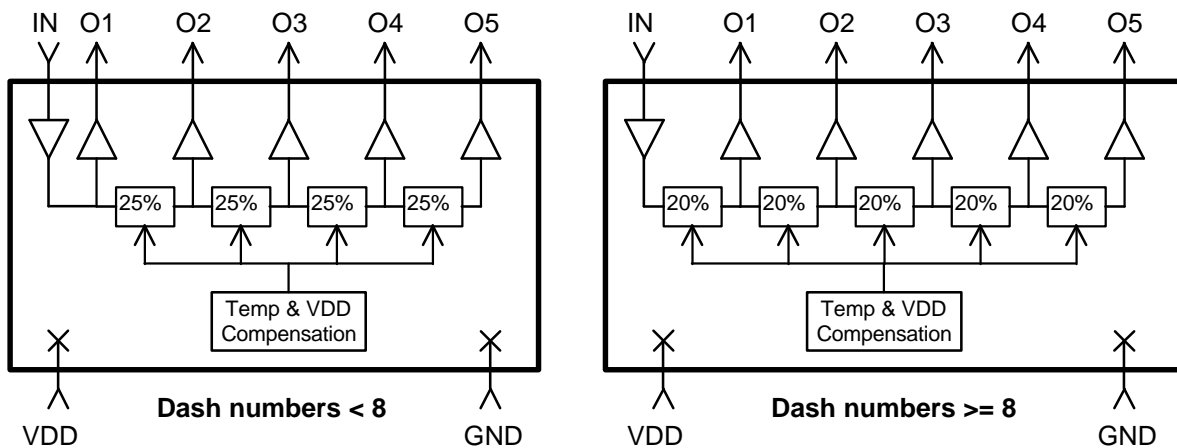 IN O1 O2 O3 O4 O5
25% 25% 25% 25%
Temp & VDD
Compensation
Dash numbers < 8
VDD GND
IN O1 O2 O3 O4 O5
20% 20% 20% 20% 20%
Temp & VDD
Compensation
Dash numbers >= 8
VDD GND